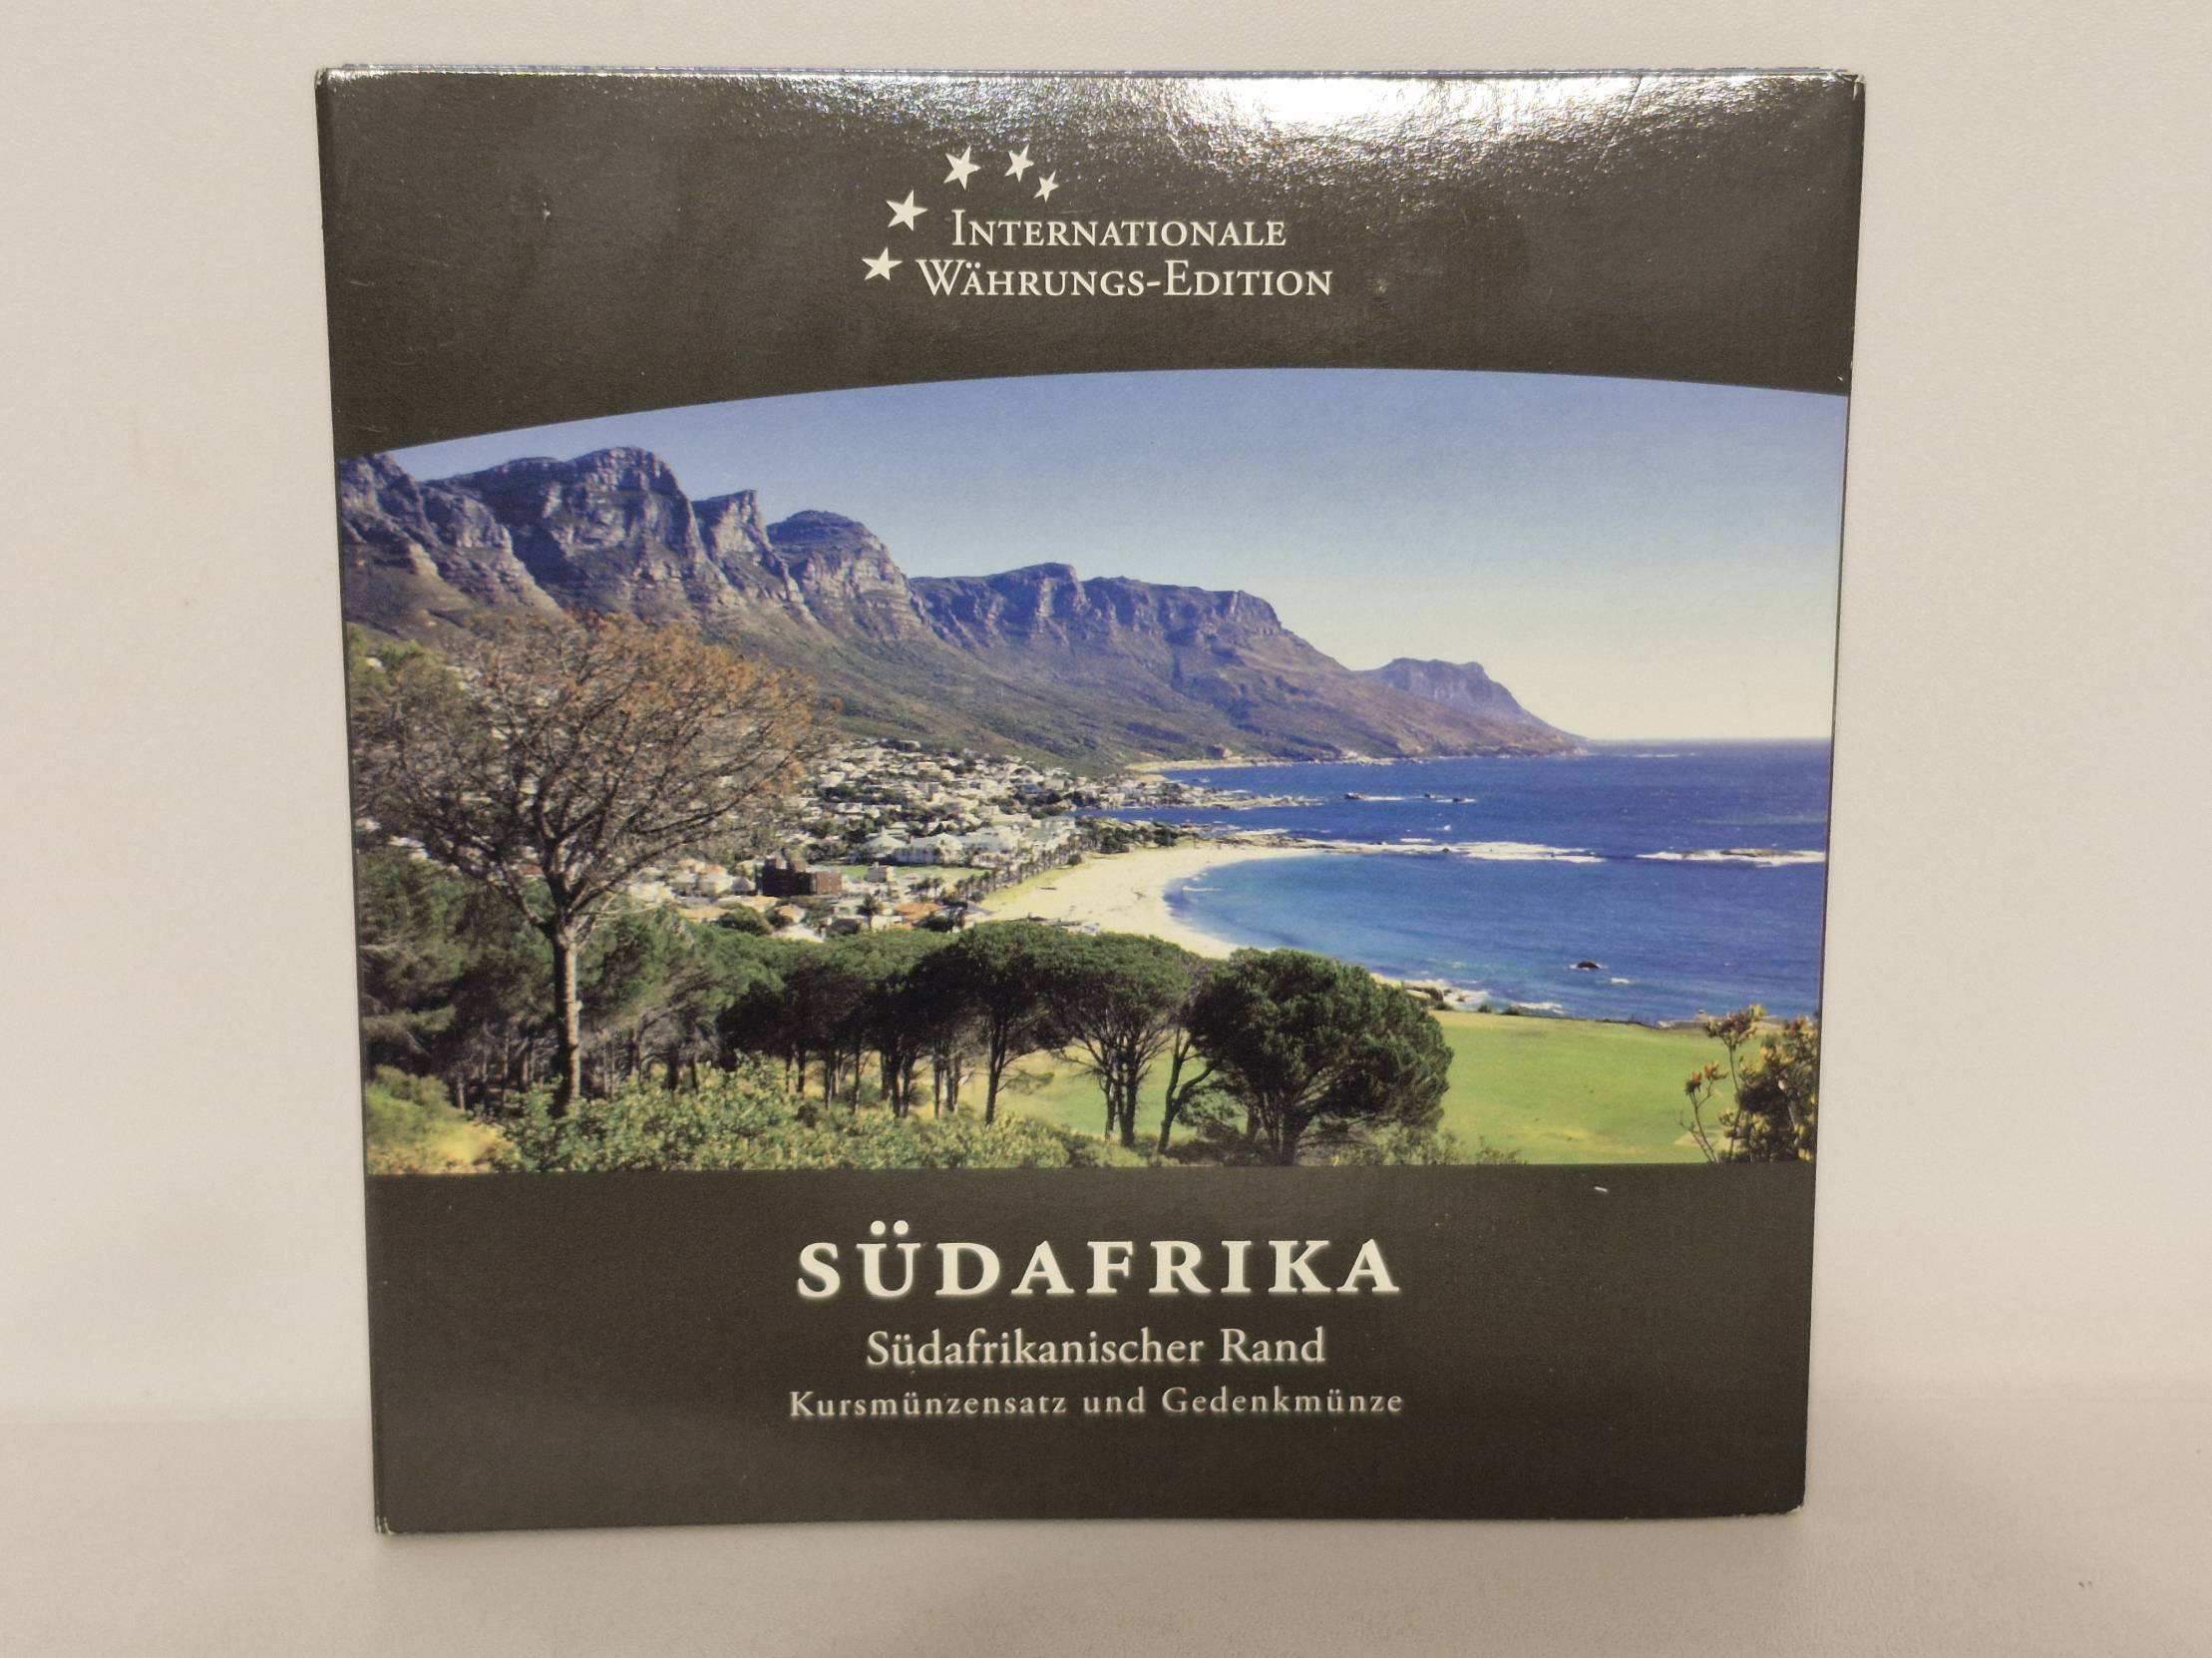 INTERNATIONALE
WÄHRUNGS-EDITION
SÜDAFRIKA
Südafrikanischer Rand
Kursmünzensatz und Gedenkmünze